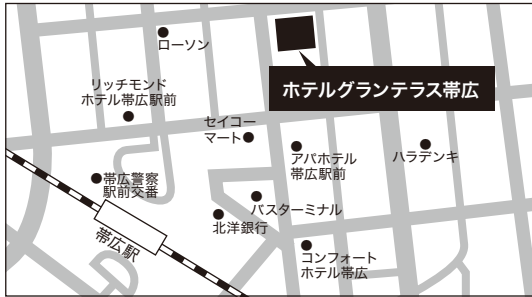 ローソン
ホテルグランテラス帯広
リッチモンド
ホテル帯広駅前
セイコー
マート
アパホテル
帯広駅前
ハラデンキ
帯広警察
駅前交番
バスターミナル
北洋銀行
帯広駅
コンフォート
ホテル帯広